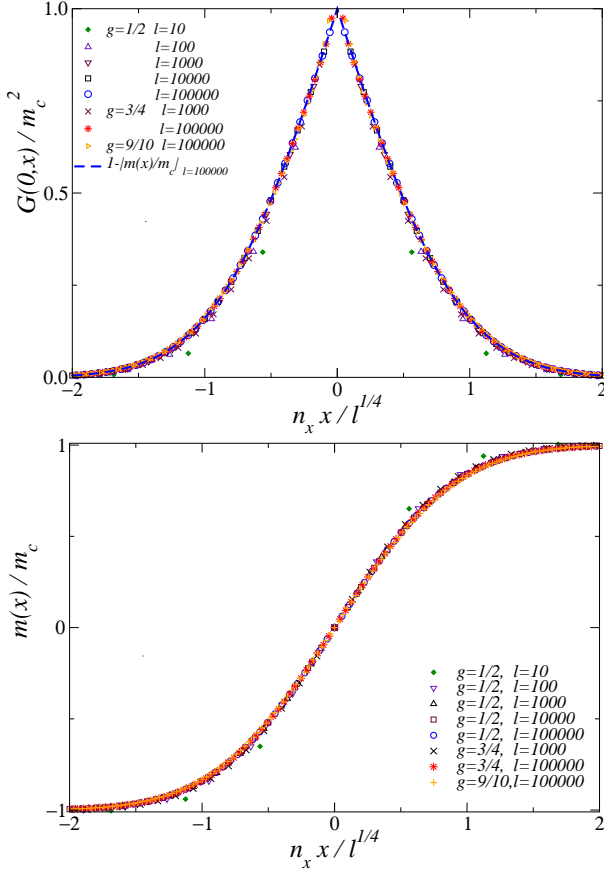 g=1/2 l=10
l=100
l=1000
l=10000
l=100000
g=3/4 l=1000
l=100000
g=9/10 l=100000
1-|m(x)/m_c|_{l=100000}
G(0,x) / m_c^2
1.0
0.5
0.0
−2 −1 0 1 2
n_x x / l^{1/4}
m(x) / m_c
1
0
−1
g=1/2, l=10
g=1/2, l=100
g=1/2, l=1000
g=1/2, l=10000
g=1/2, l=100000
g=3/4, l=1000
g=3/4, l=100000
g=9/10,l=100000
−2 −1 0 1 2
n_x x / l^{1/4}